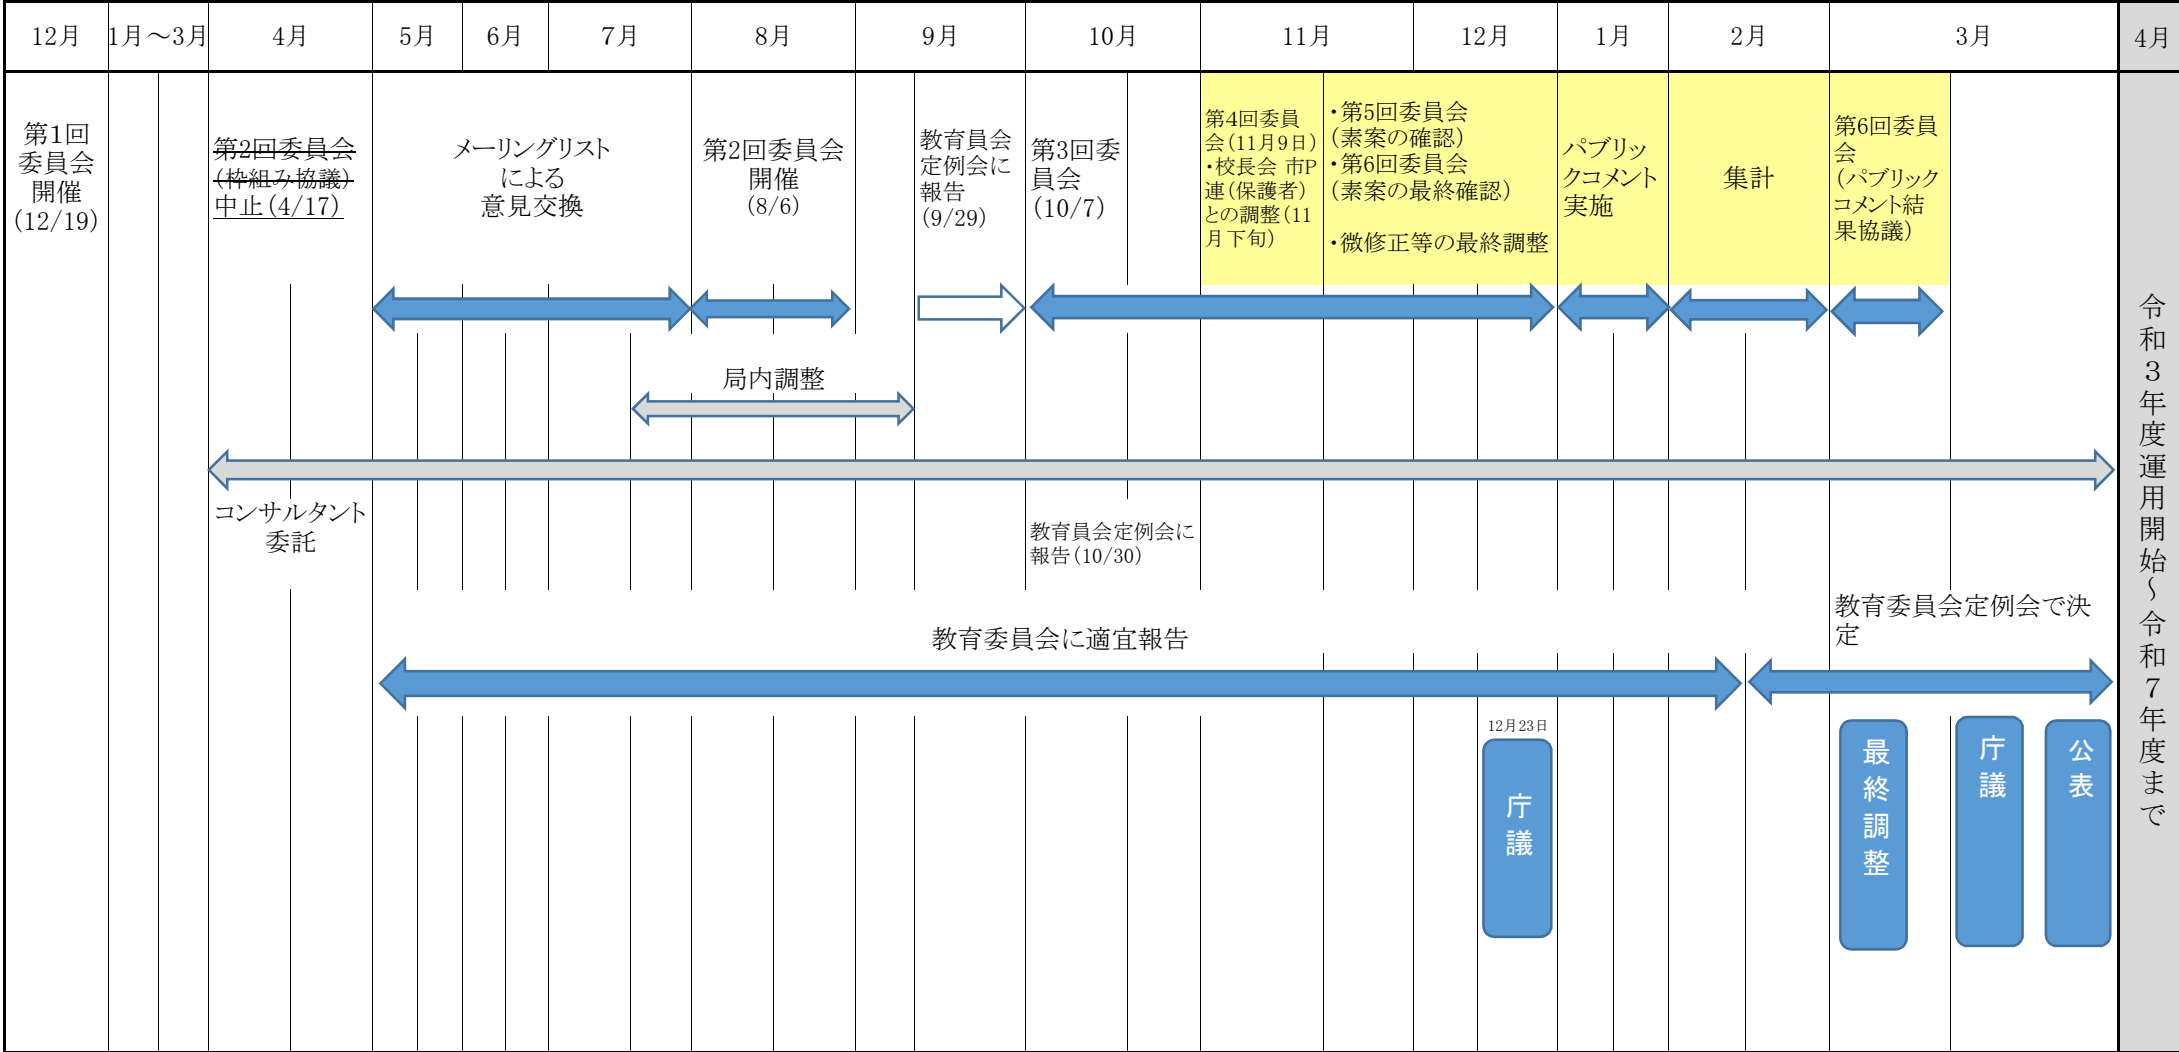 12月 1月～3月 4月 5月 6月 7月 8月 9月 10月 11月 12月 1月 2月 3月 4月
第1回
委員会
開催
(12/19)
第2回委員会
(枠組み協議)
中止(4/17)
メーリングリスト
による
意見交換
第2回委員会
開催
(8/6)
教育員会
定例会に
報告
(9/29)
第3回委
員会
(10/7)
第4回委員
会(11月9日)
・校長会 市P
連(保護者)
との調整(11
月下旬)
・第5回委員会
(素案の確認)
・第6回委員会
(素案の最終確認)
・微修正等の最終調整
パブリッ
クコメント
実施
集計
第6回委員
会
(パブリック
コメント結
果協議)
局内調整
コンサルタント
委託
教育員会定例会に
報告(10/30)
教育委員会に適宜報告
教育委員会定例会で決
定
12月23日
庁議
最終調整
庁議
公表
令和３年度運用開始～令和７年度まで